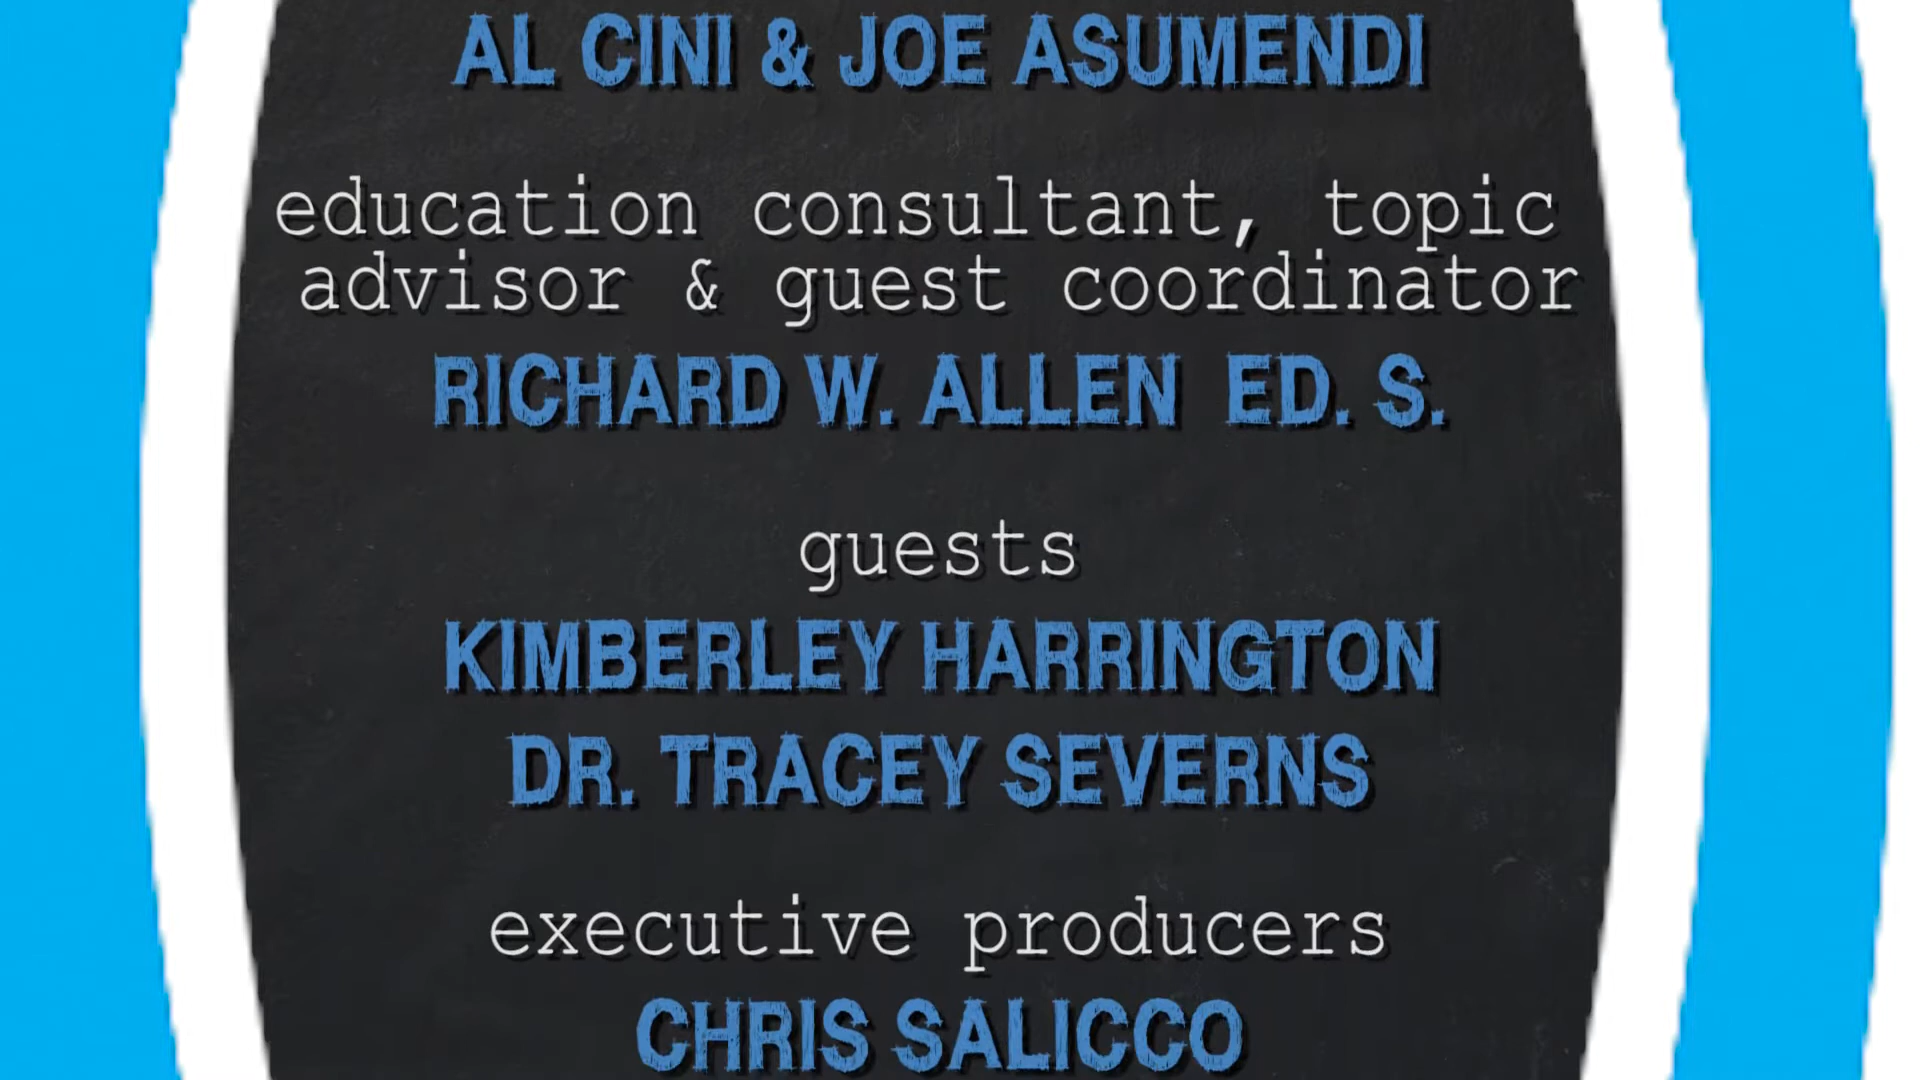 AL CINI & JOE ASUMENDI
education consultant, topic
advisor & guest coordinator
RICHARD W. ALLEN ED. S.
guests
KIMBERLEY HARRINGTON
DR. TRACEY SEVERNS
executive producers
CHRIS SALICCO